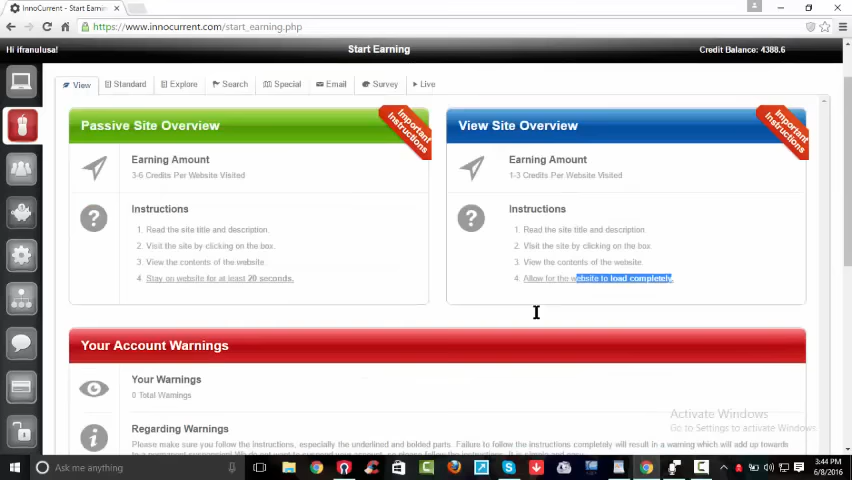 InnoCurrent - Start Earning
https://www.innocurrent.com/start_earning.php
Hi ifranulusa!
Start Earning
Credit Balance: 4388.6
View Standard Explore Search Special Email Survey Live
Passive Site Overview
Important Instructions
Earning Amount
3-6 Credits Per Website Visited
Instructions
1. Read the site title and description.
2. Visit the site by clicking on the box.
3. View the contents of the website.
4. Stay on website for at least 20 seconds.
View Site Overview
Important Instructions
Earning Amount
1-3 Credits Per Website Visited
Instructions
1. Read the site title and description
2. Visit the site by clicking on the box
3. View the contents of the website.
4. Allow for the website to load completely.
Your Account Warnings
Your Warnings
0 Total Warnings
Regarding Warnings
Please make sure you follow the instructions, especially the underlined and bolded parts. Failure to follow the instructions completely will result in a warning which will add up towards
Activate Windows
Go to Settings to activate Windows.
Ask me anything
3:44 PM
6/8/2016